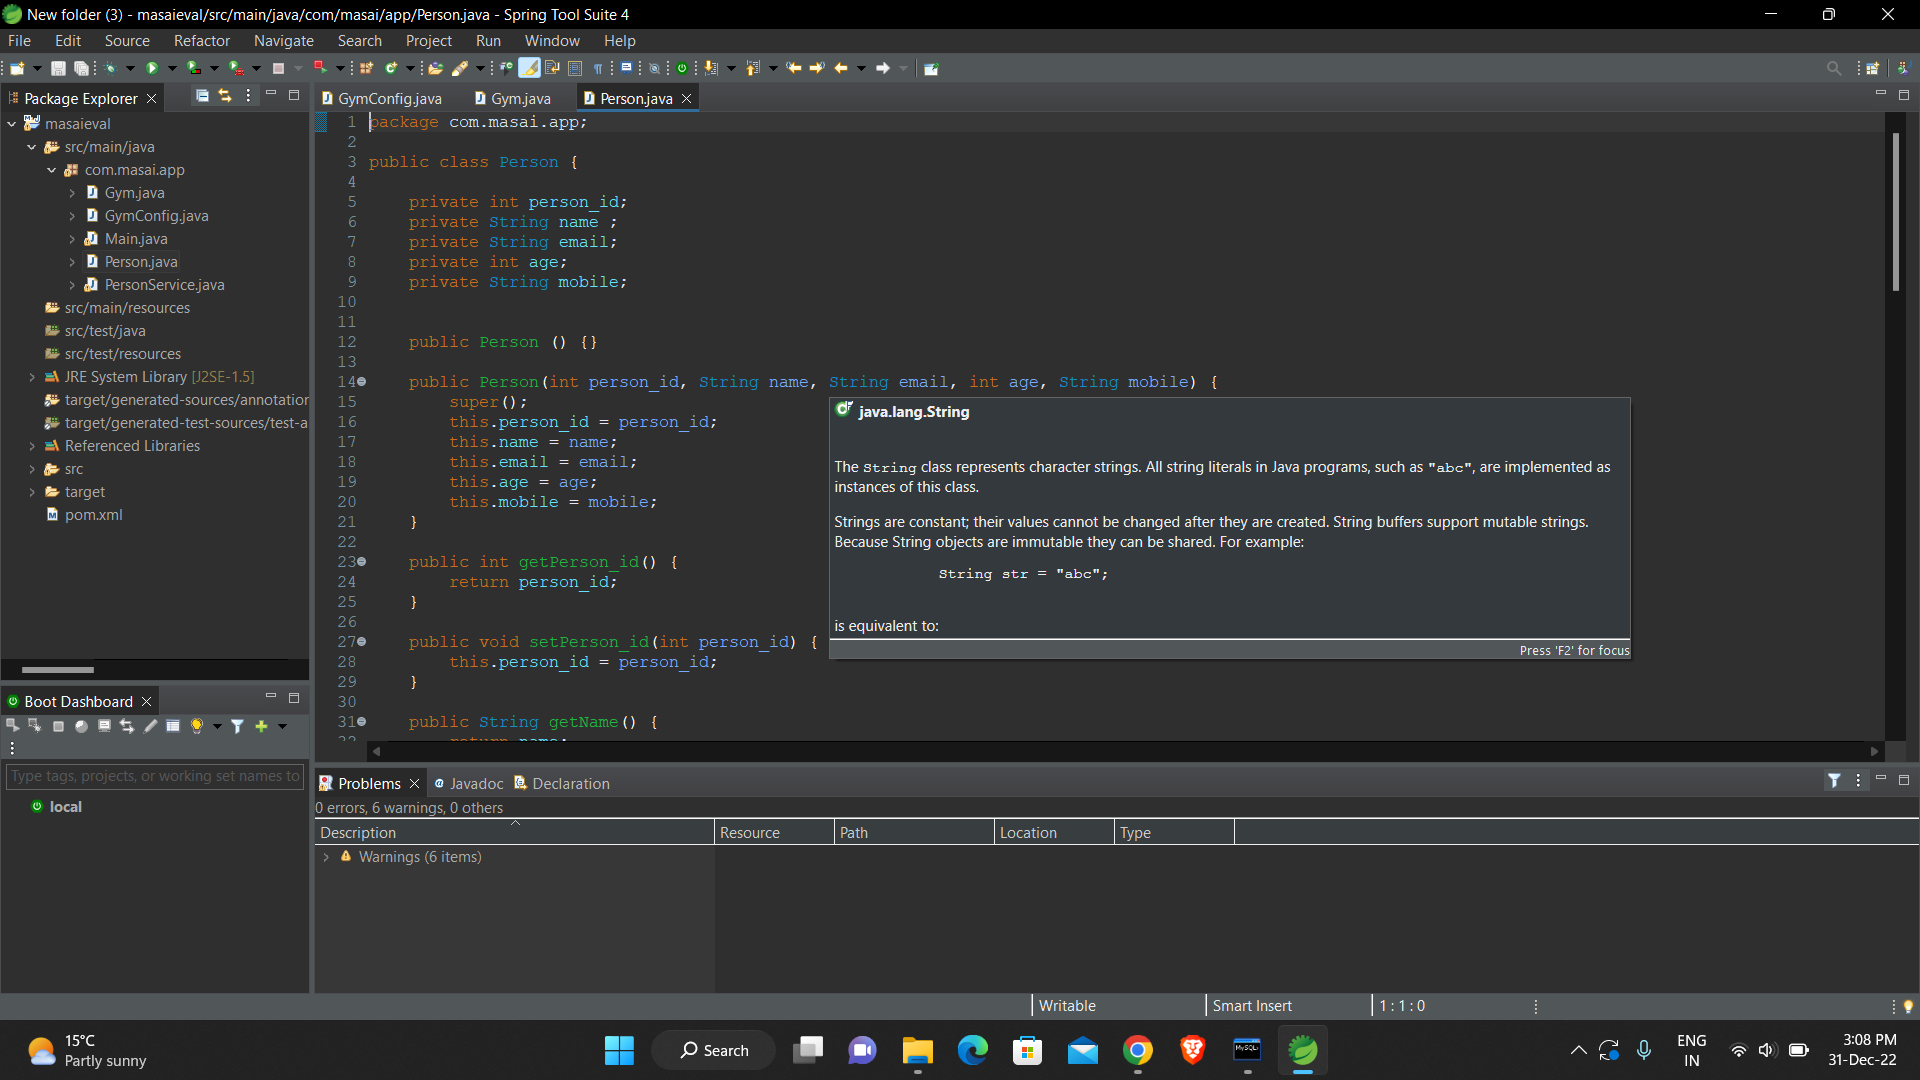 New folder (3) - masaieval/src/main/java/com/masai/app/Person.java - Spring Tool Suite 4
File Edit Source Refactor Navigate Search Project Run Window Help
Package Explorer
masaieval
src/main/java
com.masai.app
Gym.java
GymConfig.java
Main.java
Person.java
PersonService.java
src/main/resources
src/test/java
src/test/resources
JRE System Library [J2SE-1.5]
target/generated-sources/annotation
target/generated-test-sources/test-a
Referenced Libraries
src
target
pom.xml
Boot Dashboard
Type tags, projects, or working set names to
local
GymConfig.java Gym.java Person.java
1 package com.masai.app;
2
3 public class Person {
4
5 private int person_id;
6 private String name ;
7 private String email;
8 private int age;
9 private String mobile;
10
11
12 public Person () {}
13
14 public Person(int person_id, String name, String email, int age, String mobile) {
15 super();
16 this.person_id = person_id;
17 this.name = name;
18 this.email = email;
19 this.age = age;
20 this.mobile = mobile;
21 }
22
23 public int getPerson_id() {
24 return person_id;
25 }
26
27 public void setPerson_id(int person_id) {
28 this.person_id = person_id;
29 }
30
31 public String getName() {
32 return name;
java.lang.String
The String class represents character strings. All string literals in Java programs, such as "abc", are implemented as
instances of this class.
Strings are constant; their values cannot be changed after they are created. String buffers support mutable strings.
Because String objects are immutable they can be shared. For example:
String str = "abc";
is equivalent to:
Press 'F2' for focus
Problems Javadoc Declaration
0 errors, 6 warnings, 0 others
Description Resource Path Location Type
Warnings (6 items)
Writable Smart Insert 1 : 1 : 0
15°C
Partly sunny
Search
MySQL
ENG
IN
3:08 PM
31-Dec-22